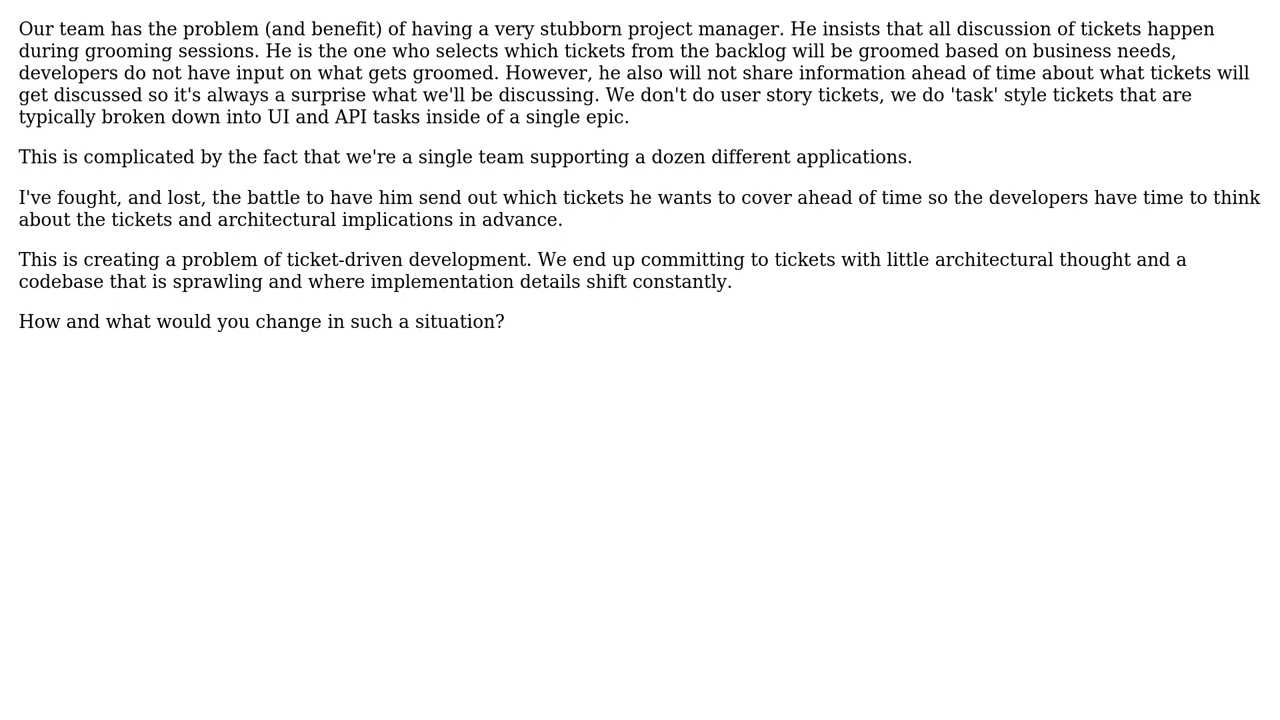 Our team has the problem (and benefit) of having a very stubborn project manager. He insists that all discussion of tickets happen
during grooming sessions. He is the one who selects which tickets from the backlog will be groomed based on business needs,
developers do not have input on what gets groomed. However, he also will not share information ahead of time about what tickets will
get discussed so it's always a surprise what we'll be discussing. We don't do user story tickets, we do 'task' style tickets that are
typically broken down into UI and API tasks inside of a single epic.
This is complicated by the fact that we're a single team supporting a dozen different applications.
I've fought, and lost, the battle to have him send out which tickets he wants to cover ahead of time so the developers have time to think
about the tickets and architectural implications in advance.
This is creating a problem of ticket-driven development. We end up committing to tickets with little architectural thought and a
codebase that is sprawling and where implementation details shift constantly.
How and what would you change in such a situation?